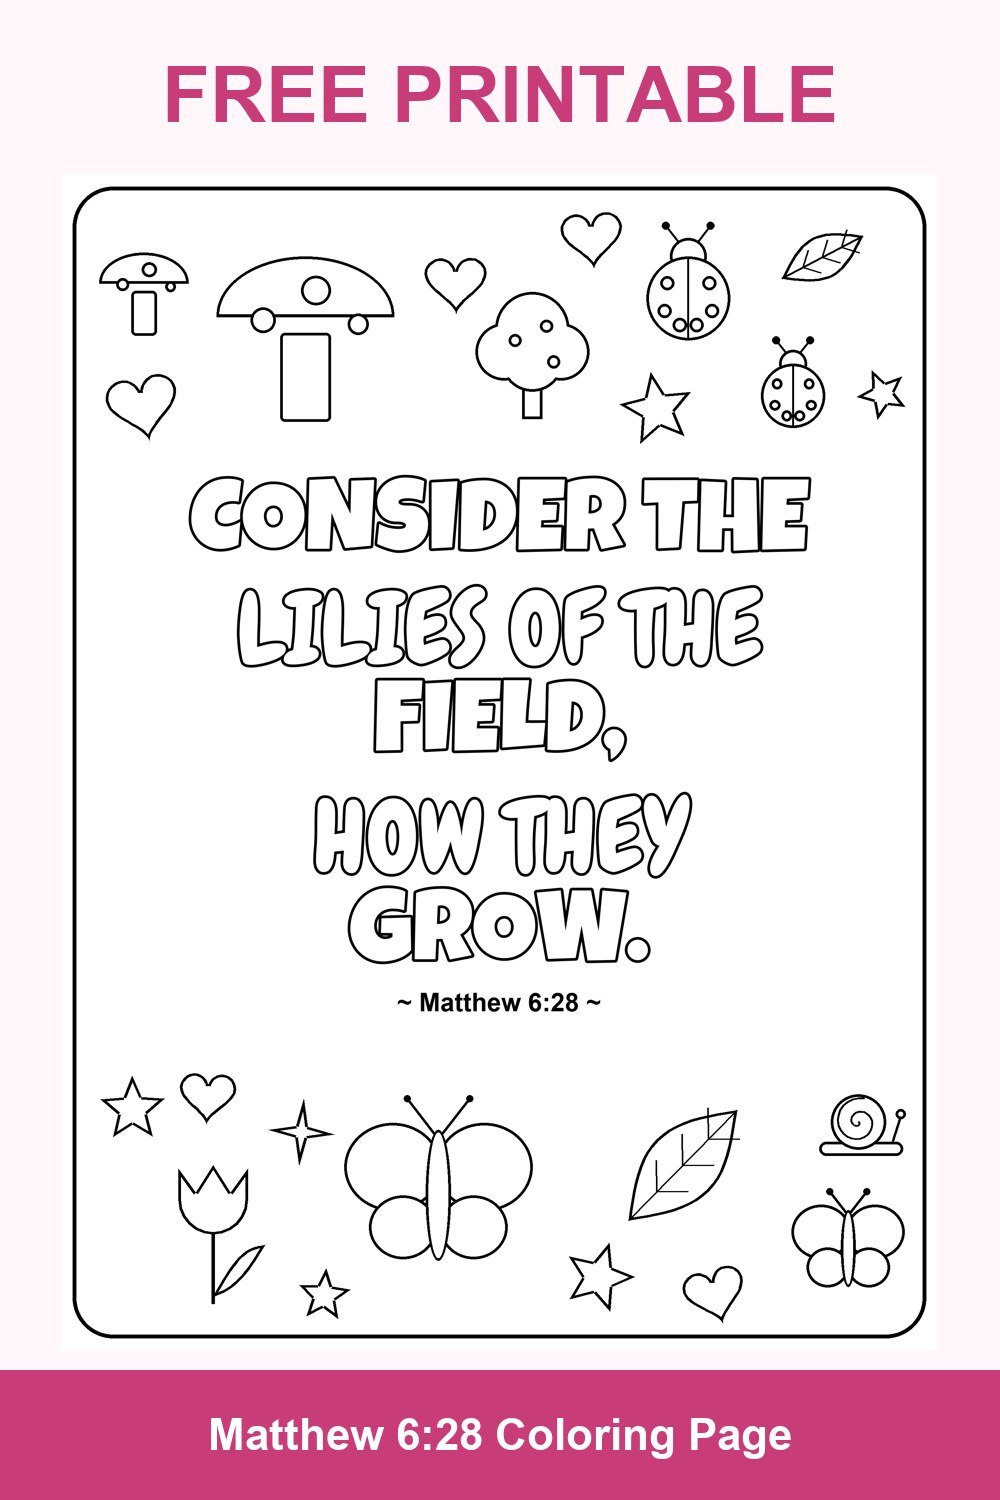 FREE PRINTABLE
CONSIDER THE
LILIES OF THE
FIELD,
HOW THEY
GROW.
~ Matthew 6:28 ~
Matthew 6:28 Coloring Page